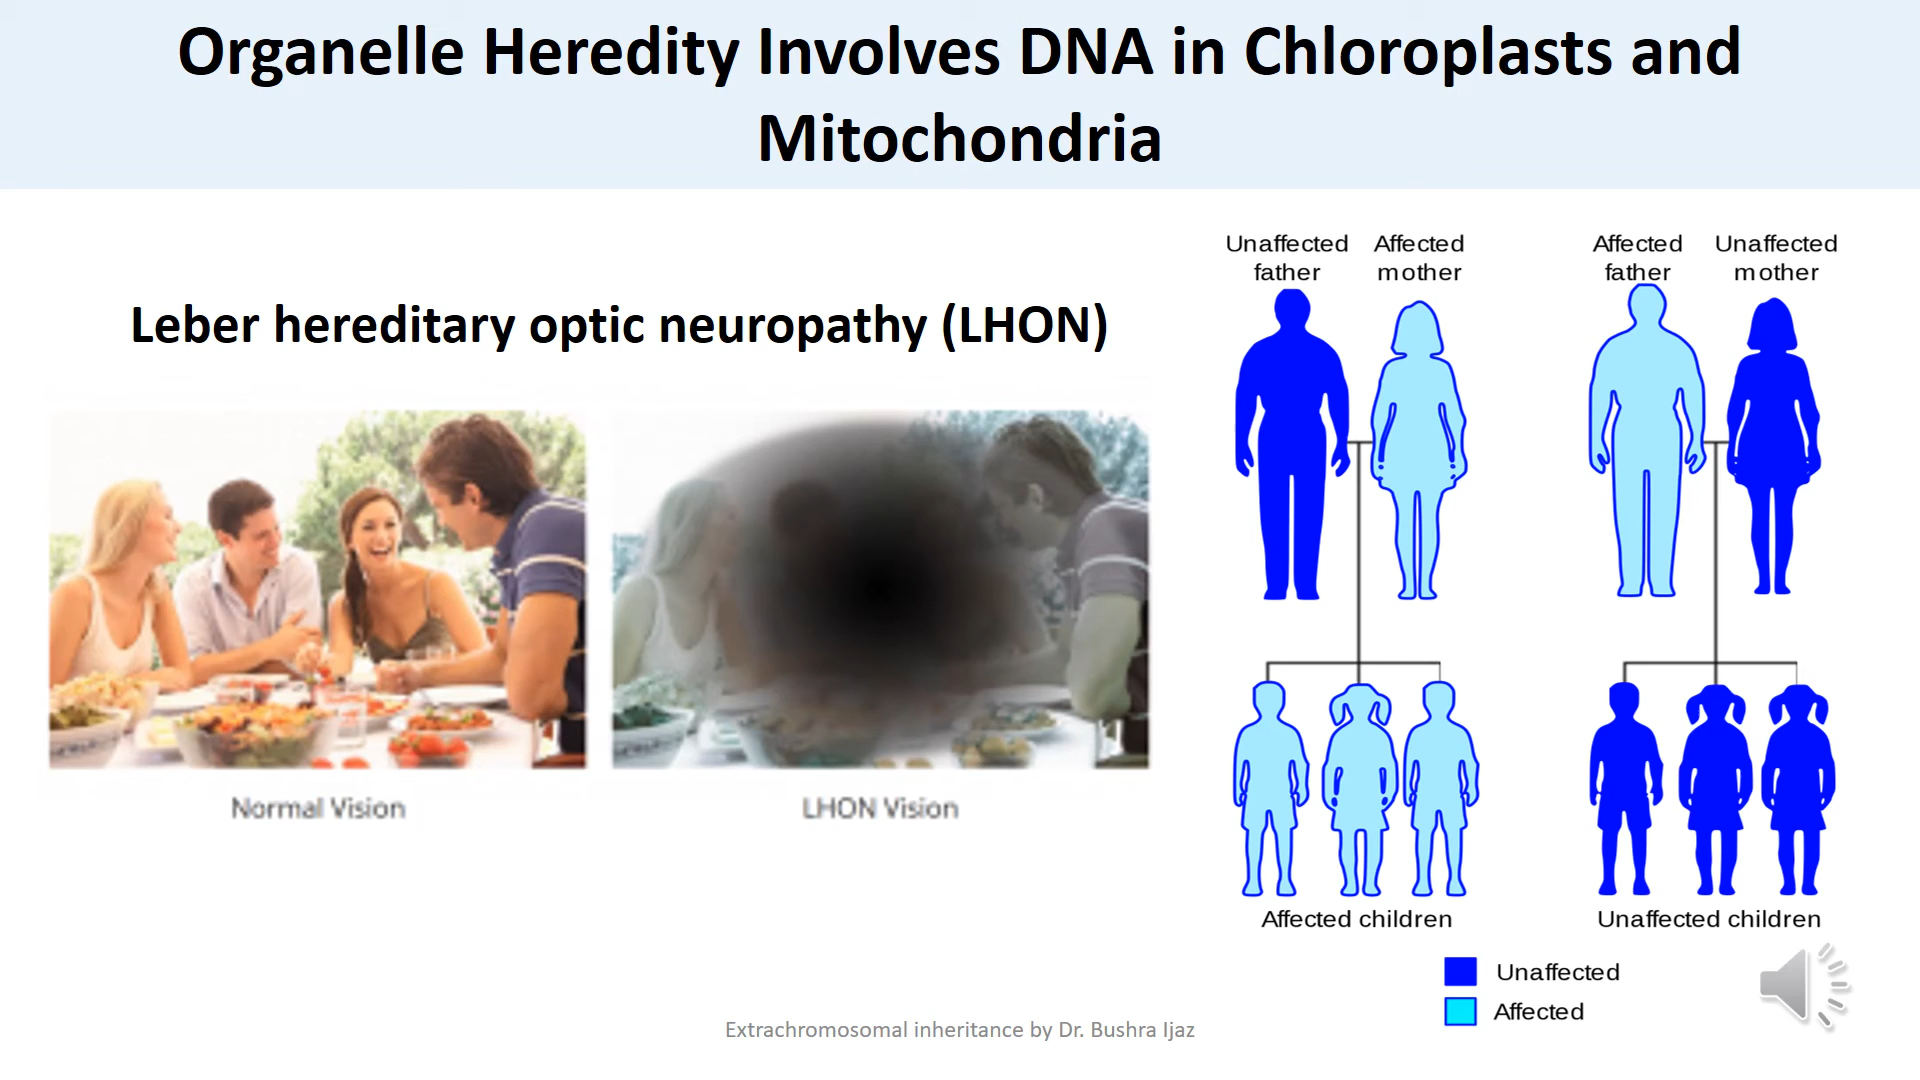 Organelle Heredity Involves DNA in Chloroplasts and
Mitochondria
Leber hereditary optic neuropathy (LHON)
Normal Vision
LHON Vision
Unaffected
father
Affected
mother
Affected
father
Unaffected
mother
Affected children
Unaffected children
Unaffected
Affected
Extrachromosomal inheritance by Dr. Bushra Ijaz